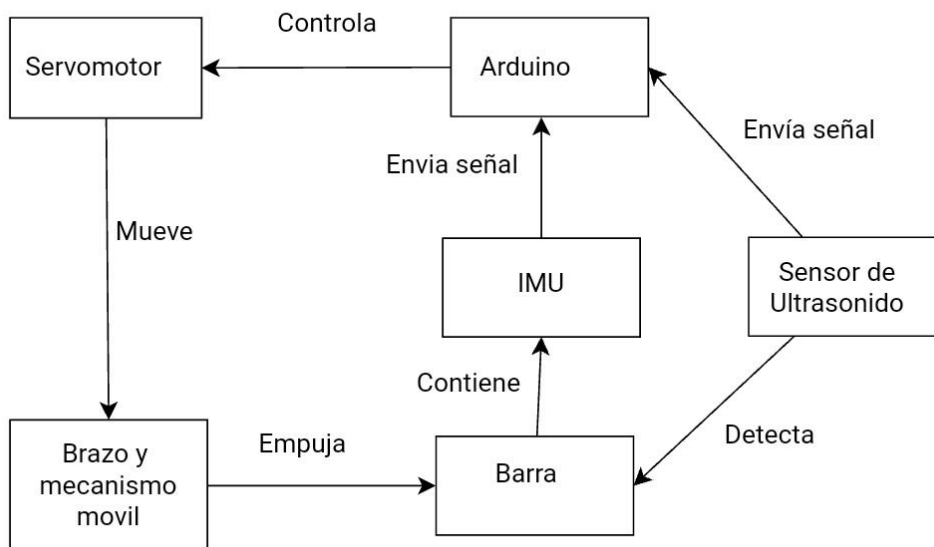 Controla
Servomotor
Arduino
Envía señal
Envia señal
Mueve
IMU
Sensor de
Ultrasonido
Contiene
Empuja
Detecta
Brazo y
mecanismo
movil
Barra